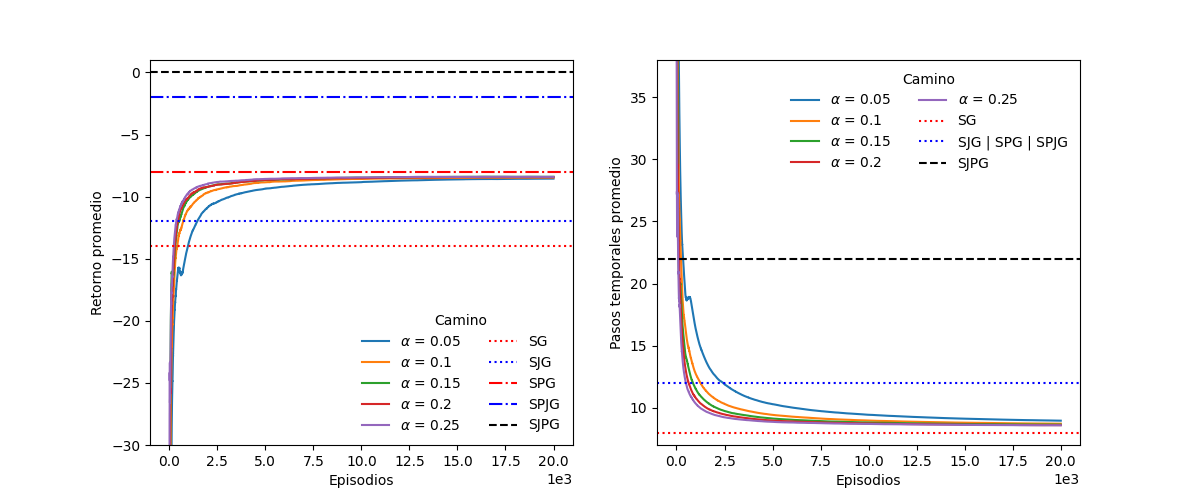 0
−5
−10
−15
−20
−25
−30
Retorno promedio
0.0 2.5 5.0 7.5 10.0 12.5 15.0 17.5 20.0
1e3
Episodios
Camino
α = 0.05
α = 0.1
α = 0.15
α = 0.2
α = 0.25
SG
SJG
SPG
SPJG
SJPG
35
30
25
20
15
10
Pasos temporales promedio
0.0 2.5 5.0 7.5 10.0 12.5 15.0 17.5 20.0
1e3
Episodios
Camino
α = 0.05
α = 0.1
α = 0.15
α = 0.2
α = 0.25
SG
SJG | SPG | SPJG
SJPG